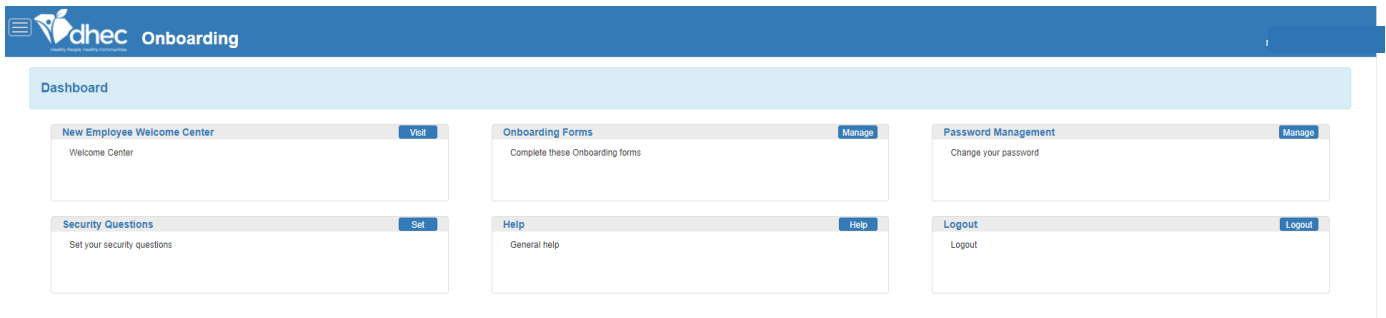 dhec
Healthy People. Healthy Communities.
Onboarding
Dashboard
New Employee Welcome Center
Visit
Welcome Center
Onboarding Forms
Manage
Complete these Onboarding forms
Password Management
Manage
Change your password
Security Questions
Set
Set your security questions
Help
Help
General help
Logout
Logout
Logout